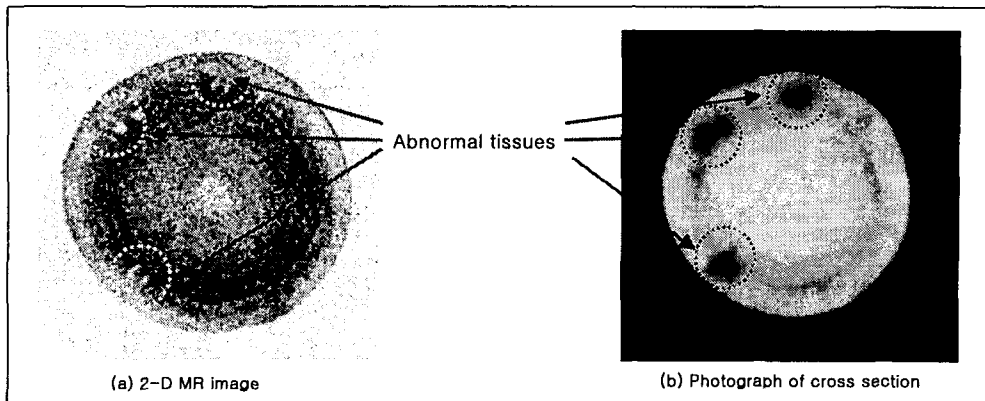 Abnormal tissues
(a) 2-D MR image
(b) Photograph of cross section